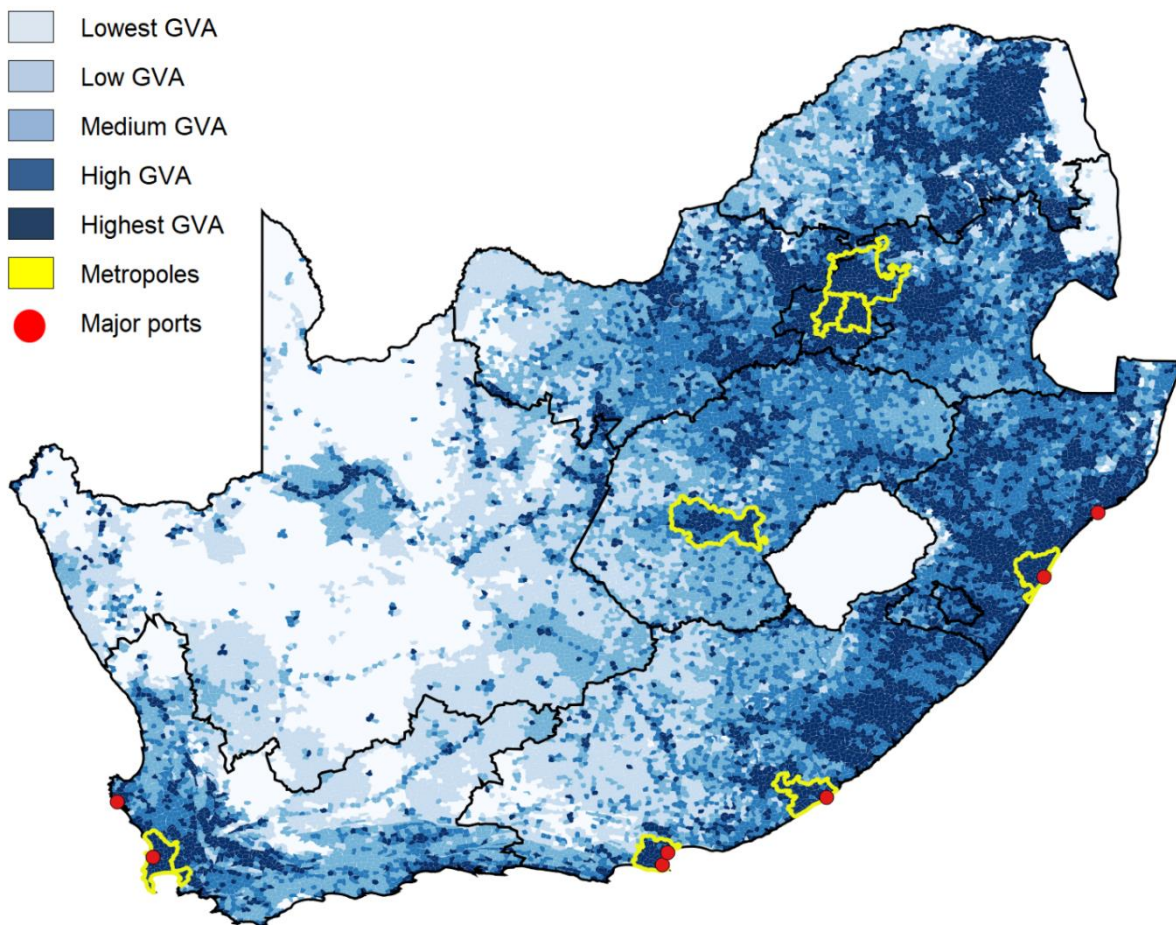 Lowest GVA
Low GVA
Medium GVA
High GVA
Highest GVA
Metropoles
Major ports